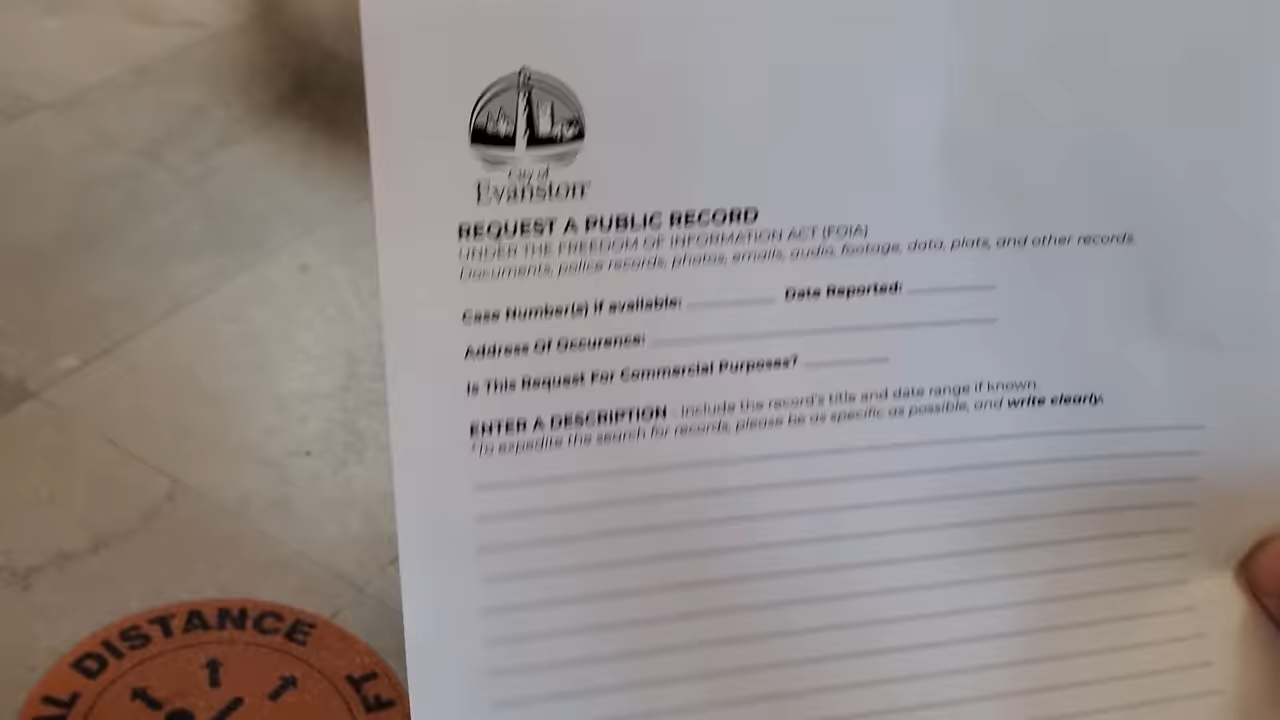 City of
Evanston
REQUEST A PUBLIC RECORD
UNDER THE FREEDOM OF INFORMATION ACT (FOIA)
Documents, police records, photos, emails, audio, footage, data, plats, and other records.
Case Number(s) if available: Date Reported:
Address Of Occurence:
Is This Request For Commercial Purposes?
ENTER A DESCRIPTION - Include the record's title and date range if known.
*To expedite the search for records, please be as specific as possible, and write clearly.
AL DISTANCE
FT